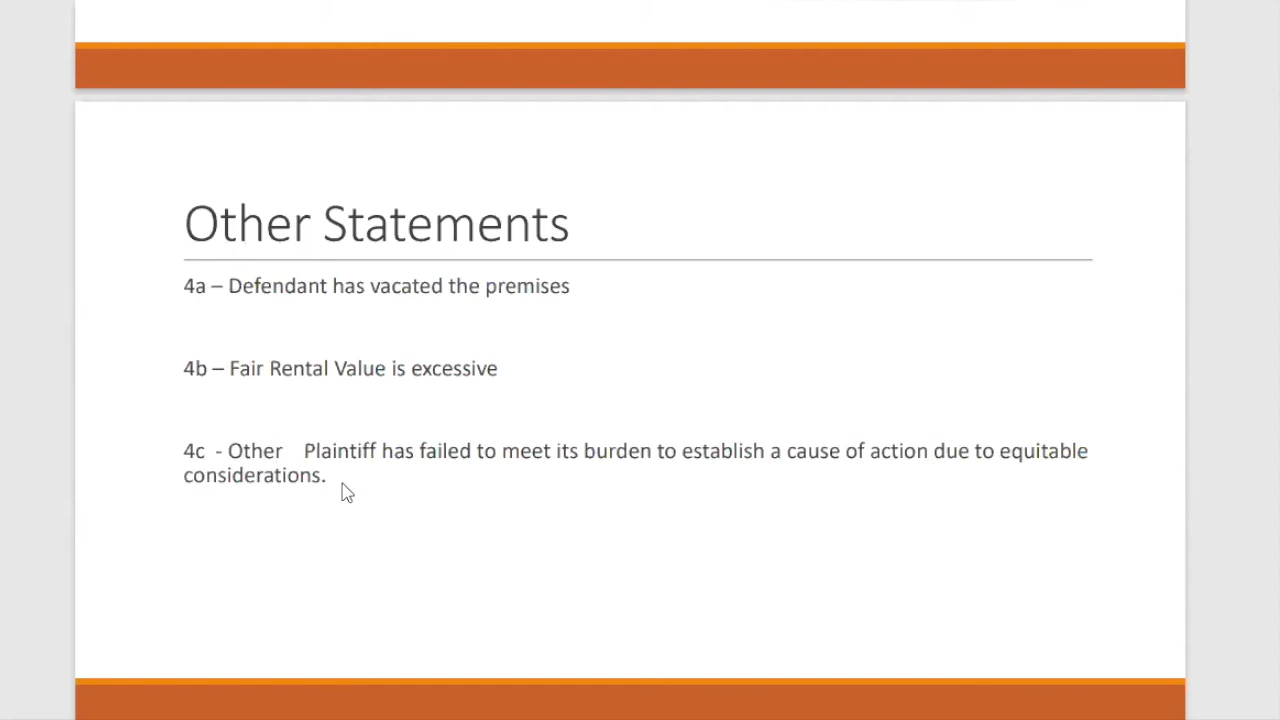 Other Statements
4a – Defendant has vacated the premises
4b – Fair Rental Value is excessive
4c - Other Plaintiff has failed to meet its burden to establish a cause of action due to equitable
considerations.